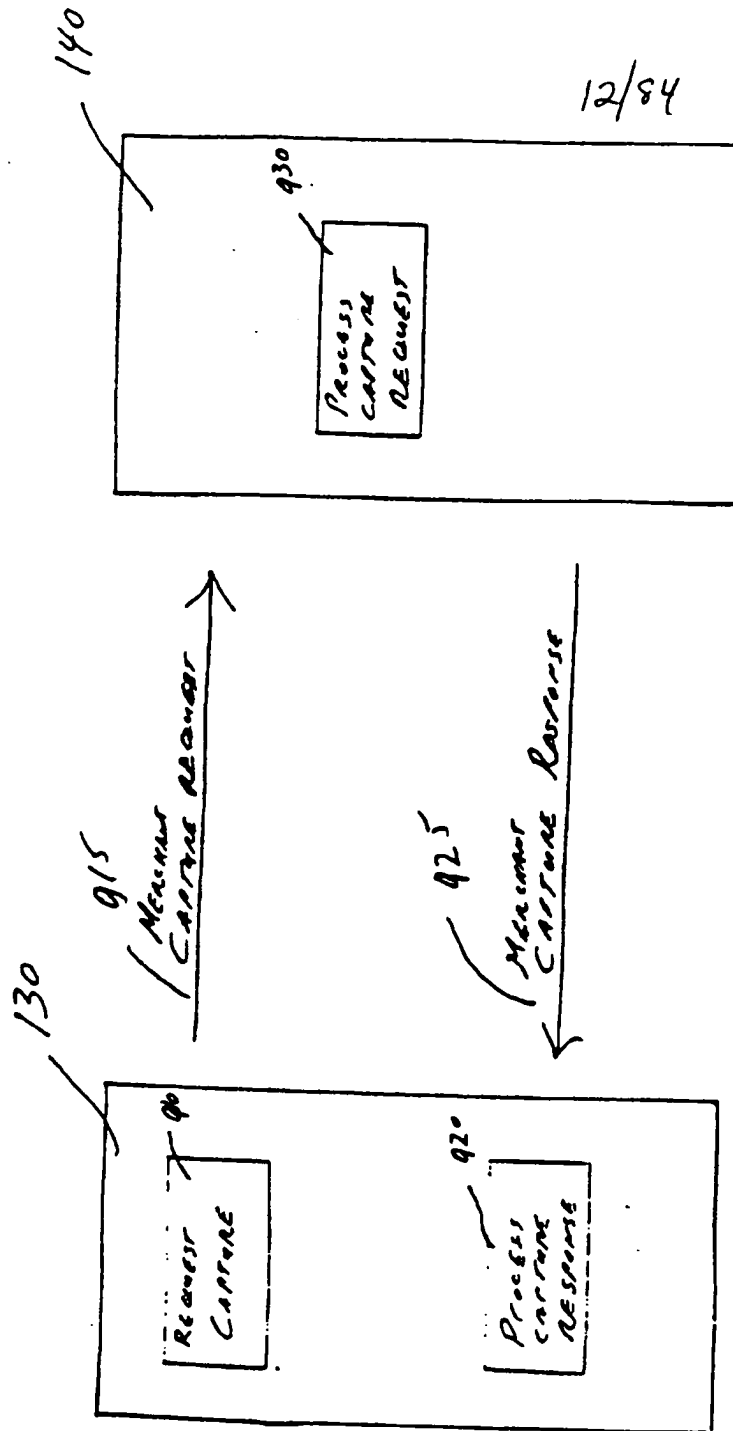 130
REQUEST
CAPTURE
910
PROCESS
CAPTURE
RESPONSE
920
915
MERCHANT
CAPTURE REQUEST
925
MERCHANT
CAPTURE RESPONSE
140
PROCESS
CAPTURE
REQUEST
930
12/84